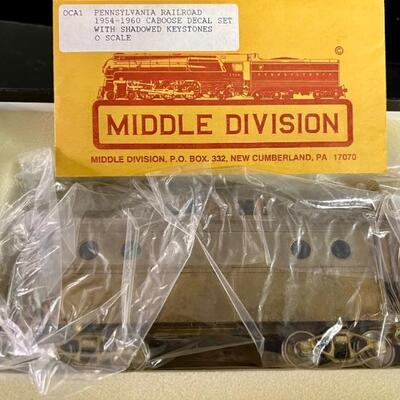 OCA1 PENNSYLVANIA RAILROAD
1954-1960 CABOOSE DECAL SET
WITH SHADOWED KEYSTONES
O SCALE
©
MIDDLE DIVISION
MIDDLE DIVISION, P.O. BOX. 332, NEW CUMBERLAND, PA 17070